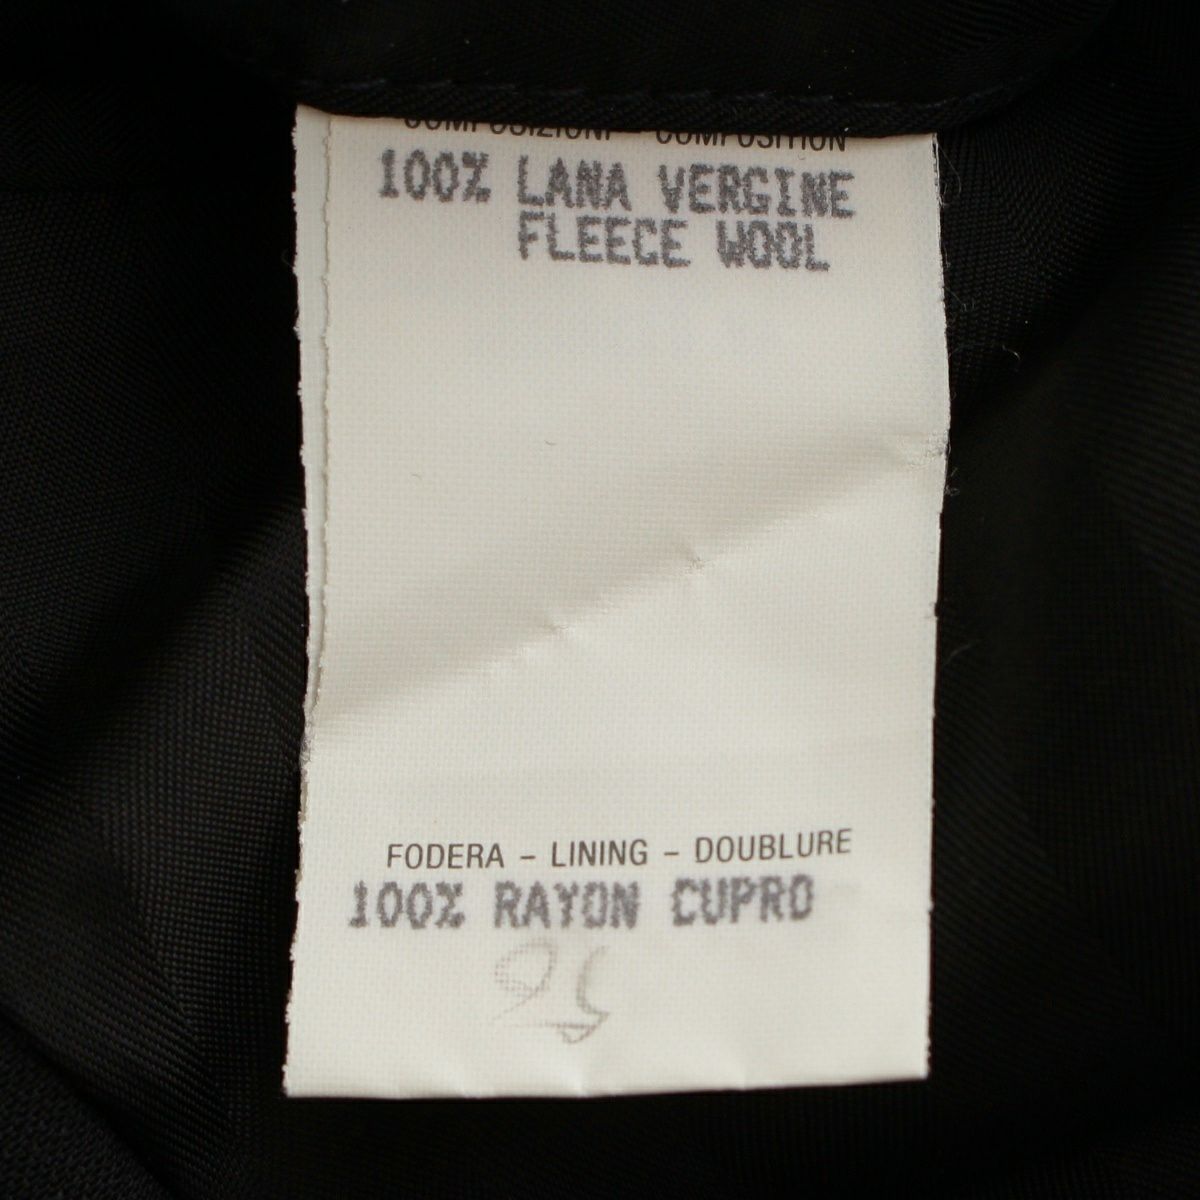 COMPOSIZIONI - COMPOSITION
100% LANA VERGINE
FLEECE WOOL
FODERA - LINING - DOUBLURE
100% RAYON CUPRO